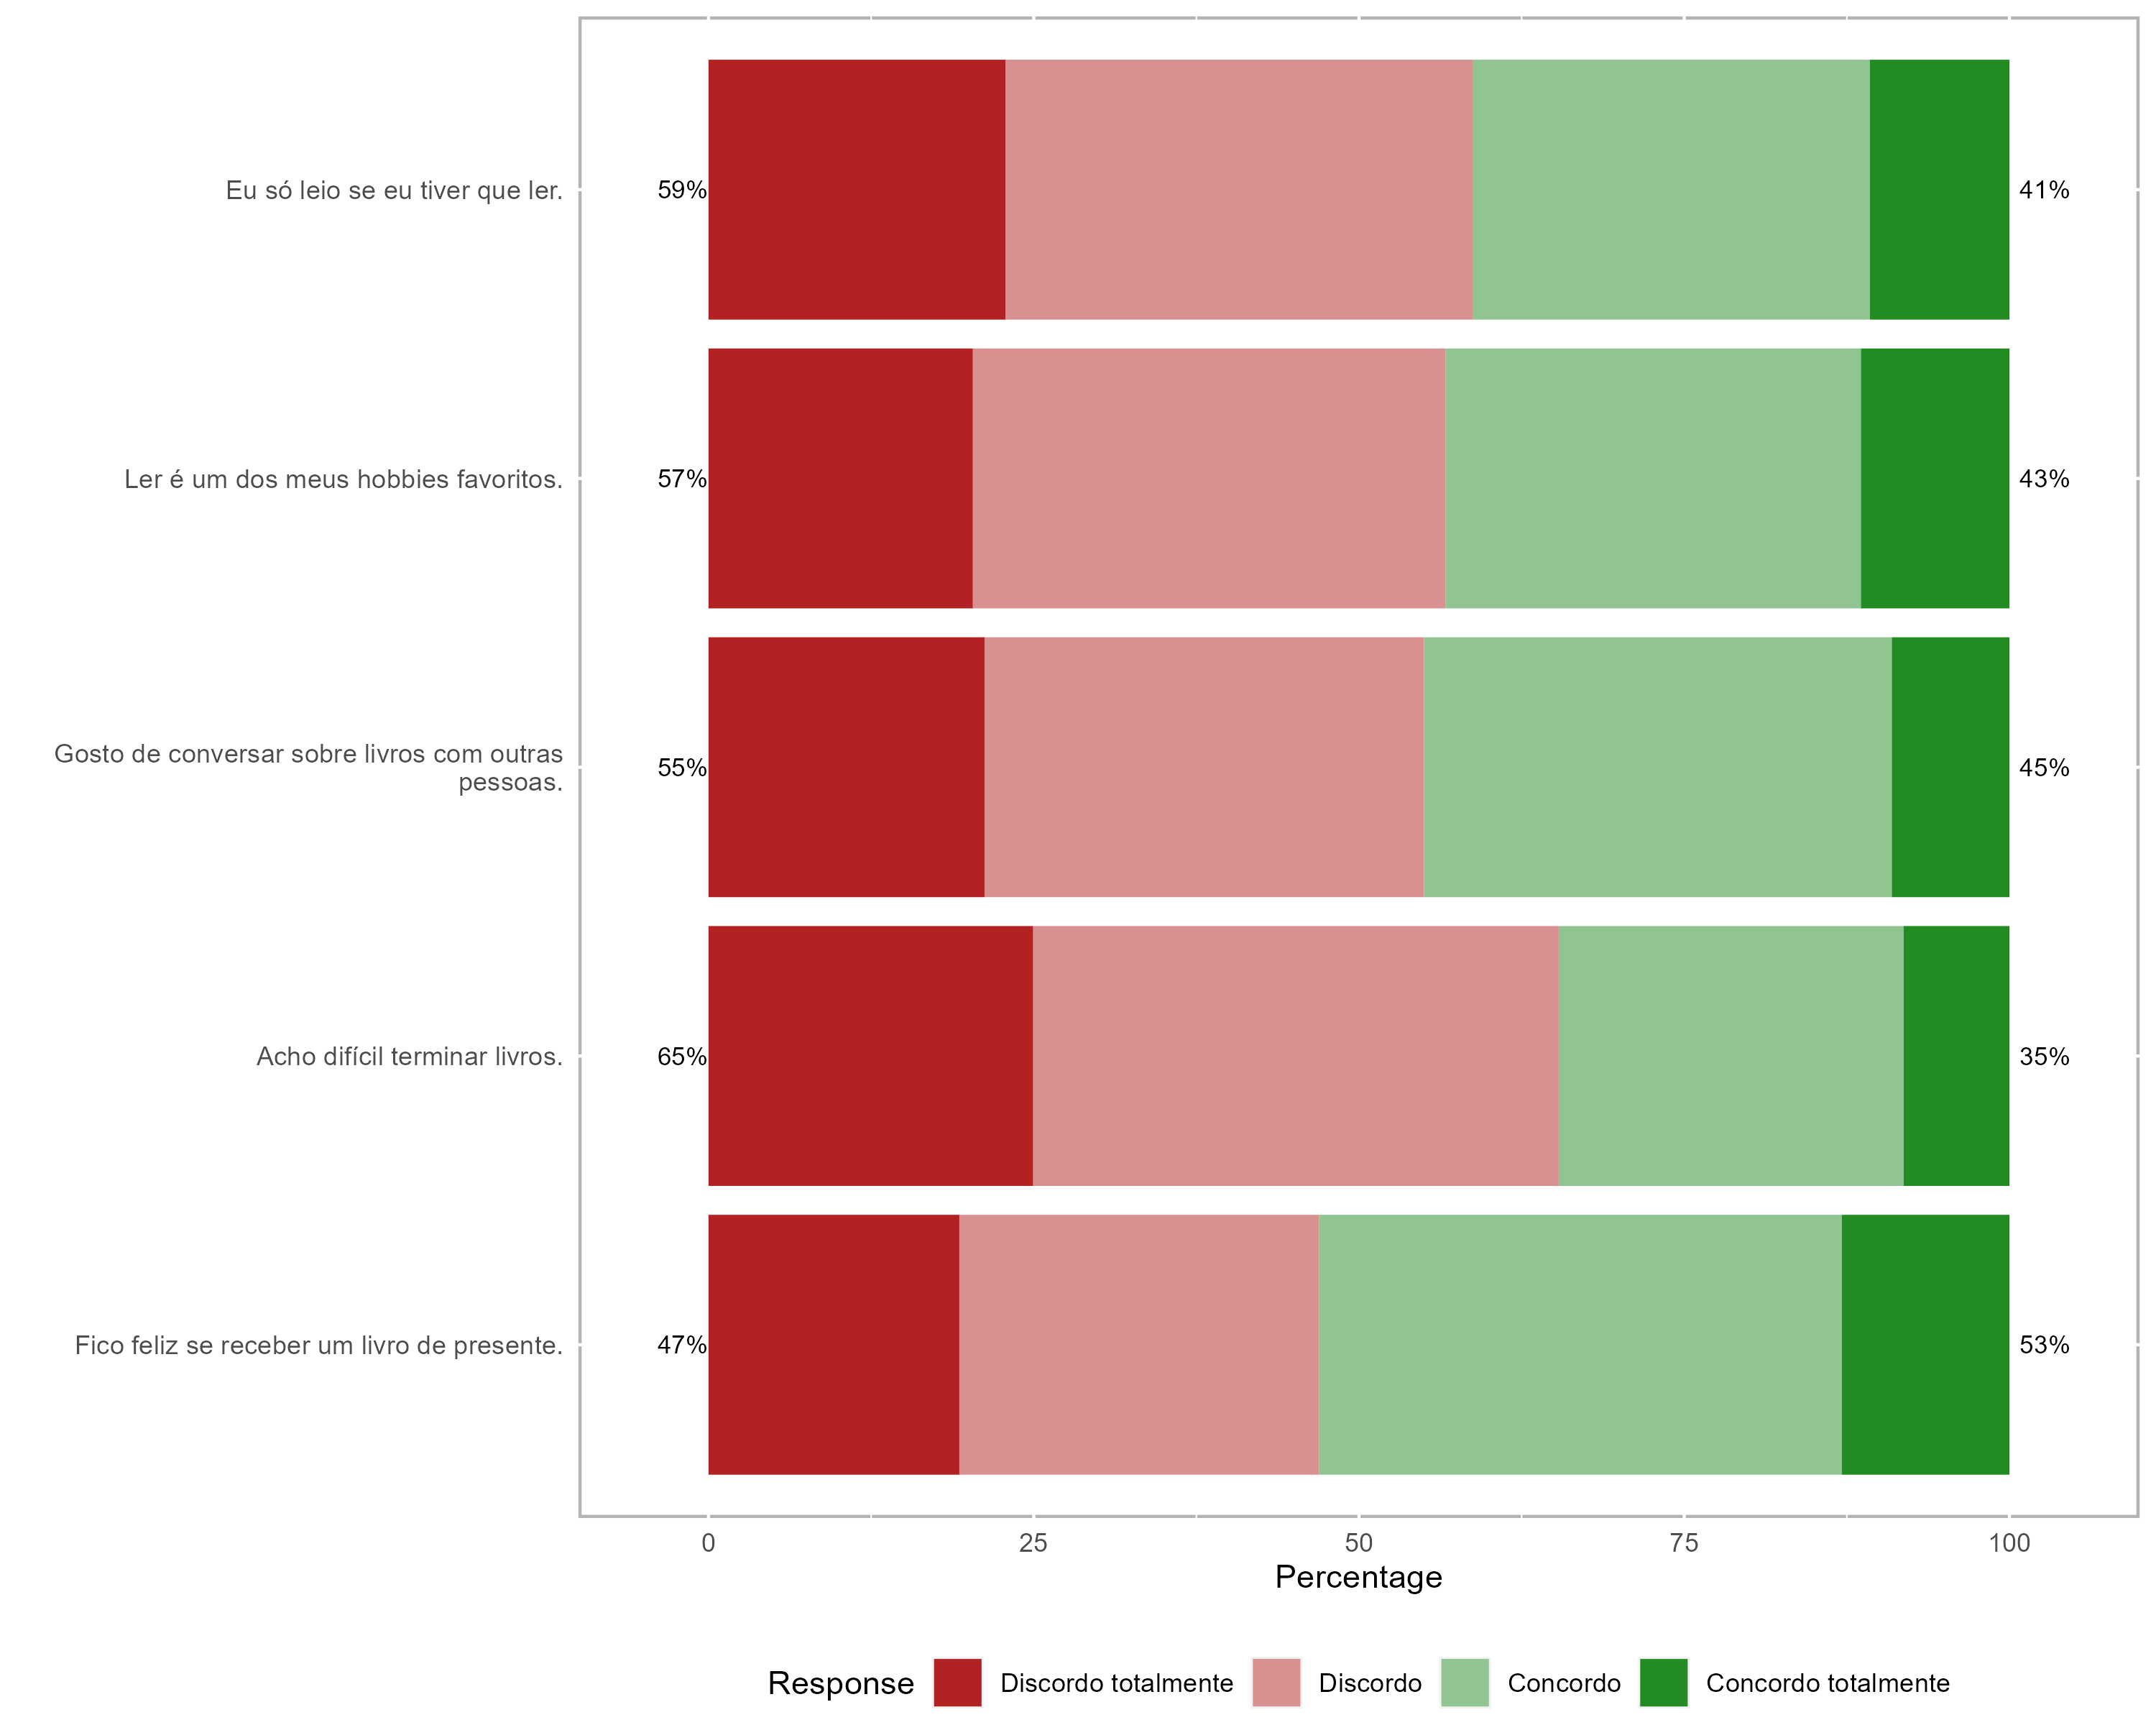 Eu só leio se eu tiver que ler.
59%
41%
Ler é um dos meus hobbies favoritos.
57%
43%
Gosto de conversar sobre livros com outras
pessoas.
55%
45%
Acho difícil terminar livros.
65%
35%
Fico feliz se receber um livro de presente.
47%
53%
0 25 50 75 100
Percentage
Response Discordo totalmente Discordo Concordo Concordo totalmente